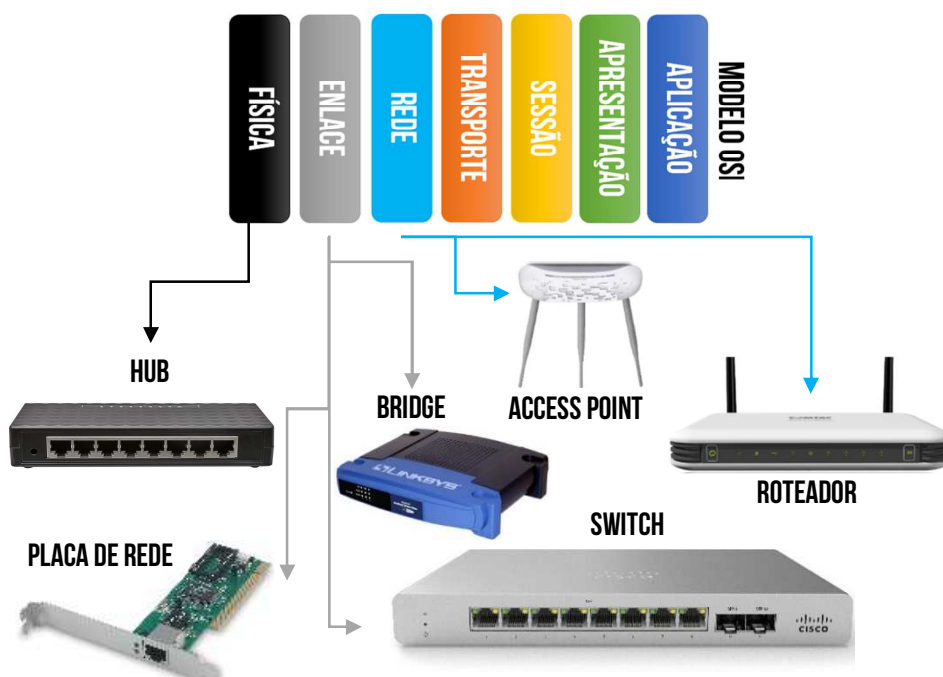 FÍSICA
ENLACE
REDE
TRANSPORTE
SESSÃO
APRESENTAÇÃO
APLICAÇÃO
MODELO OSI
HUB
BRIDGE
ACCESS POINT
LINKSYS
ROTEADOR
SWITCH
PLACA DE REDE
CISCO